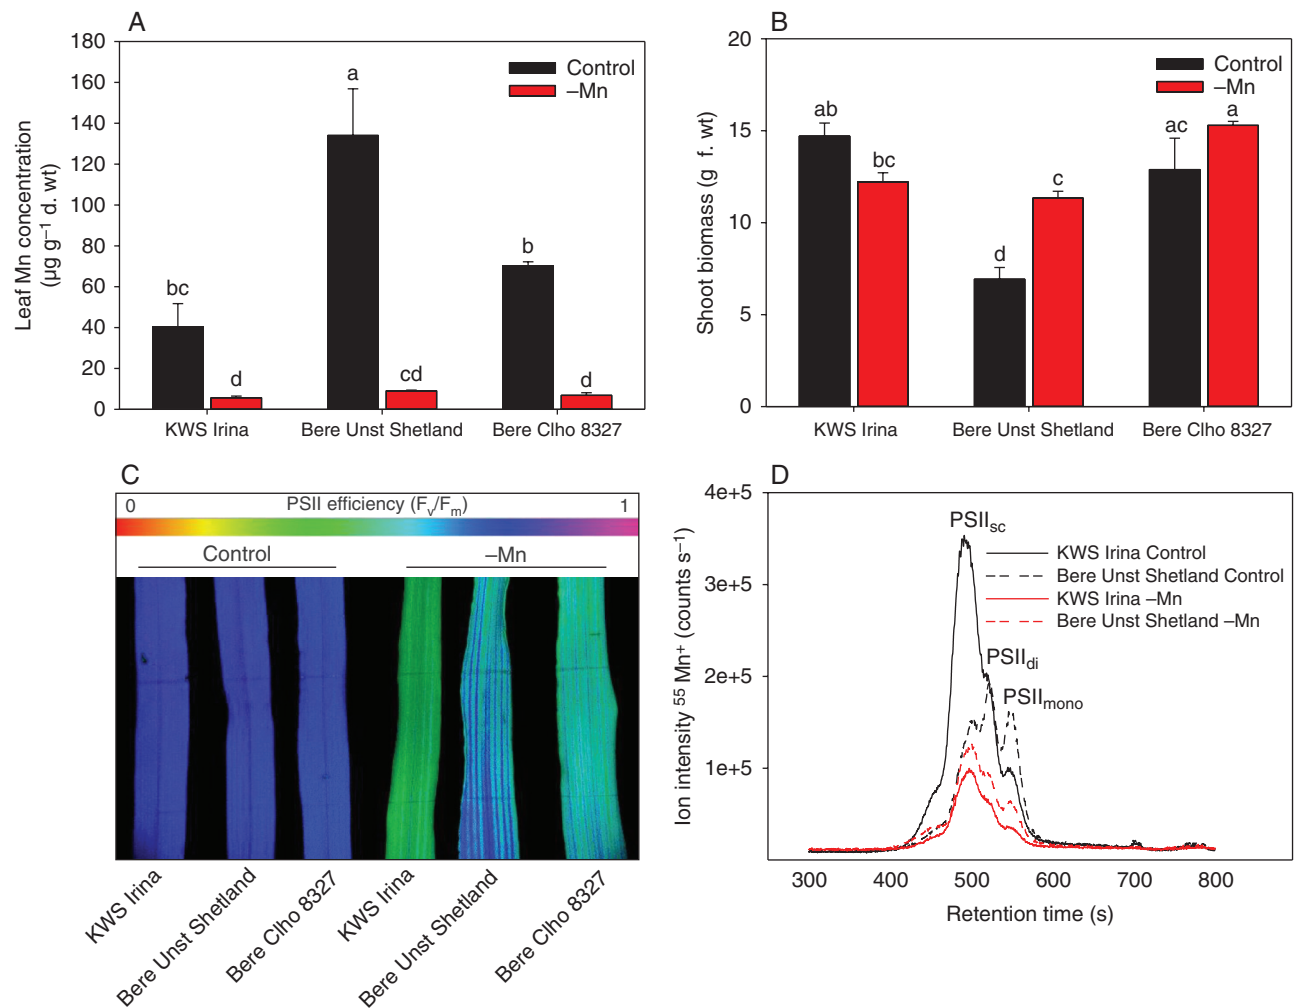 A
180
160
140
120
100
80
60
40
20
0
Leaf Mn concentration
(µg g⁻¹ d. wt)
Control
–Mn
bc
d
a
cd
b
d
KWS Irina
Bere Unst Shetland
Bere Clho 8327
B
20
15
10
5
0
Shoot biomass (g f. wt)
Control
–Mn
ab
bc
d
c
ac
a
KWS Irina
Bere Unst Shetland
Bere Clho 8327
C
0 PSII efficiency (Fv/Fm) 1
Control –Mn
KWS Irina
Bere Unst Shetland
Bere Clho 8327
KWS Irina
Bere Unst Shetland
Bere Clho 8327
D
4e+5
3e+5
2e+5
1e+5
Ion intensity ⁵⁵ Mn⁺ (counts s⁻¹)
PSIIsc
PSIIdi
PSIImono
KWS Irina Control
Bere Unst Shetland Control
KWS Irina –Mn
Bere Unst Shetland –Mn
300 400 500 600 700 800
Retention time (s)